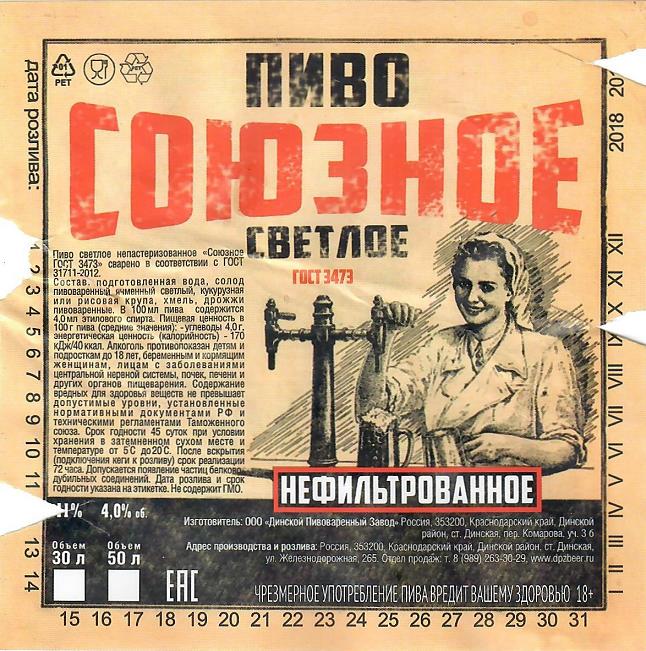 ПИВО
СОЮЗНОЕ
СВЕТЛОЕ
ГОСТ 3473
01
PET
PET
дата розлива:
Пиво светлое непастеризованное «Союзное
ГОСТ 3473» сварено в соответствии с ГОСТ
31711-2012.
Состав: подготовленная вода, солод
пивоваренный ячменный светлый, кукурузная
или рисовая крупа, хмель, дрожжи
пивоваренные. В 100мл пива содержится
4,0мл этилового спирта. Пищевая ценность в
100г пива (средние значения): -углеводы 4,0г.
энергетическая ценность (калорийность) - 170
кДж/40 ккал. Алкоголь противопоказан детям и
подросткам до 18 лет, беременным и кормящим
женщинам, лицам с заболеваниями
центральной нервной системы, почек, печени и
других органов пищеварения. Содержание
вредных для здоровья веществ не превышает
допустимые уровни, установленные
нормативными документами РФ и
техническими регламентами Таможенного
союза. Срок годности 45 суток при условии
хранения в затемненном сухом месте и
температуре от 5˚С до20˚С. После вскрытия
(подключения кеги к розливу) срок реализации
72 часа. Допускается появление частиц белково-
дубильных соединений. Дата розлива и срок
годности указана на этикетке. Не содержит ГМО.
НЕФИЛЬТРОВАННОЕ
11% 4,0% об.
Изготовитель: ООО «Динской Пивоваренный Завод» Россия, 353200, Краснодарский край, Динской
район, ст. Динская, пер. Комарова, уч. 3 б
Адрес производства и розлива: Россия, 353200, Краснодарский край, Динской район, ст. Динская,
ул. Железнодорожная, 265. Отдел продаж: т. 8 (989) 263-30-29, www.dpzbeer.ru
Объем Объем
30 л 50 л
EAC
ЧРЕЗМЕРНОЕ УПОТРЕБЛЕНИЕ ПИВА ВРЕДИТ ВАШЕМУ ЗДОРОВЬЮ 18+
1 2 3 4 5 6 7 8 9 10 11 13 14
15 16 17 18 19 20 21 22 23 24 25 26 27 28 29 30 31
I II III IV V VI VII VIII IX X XI XII
2018